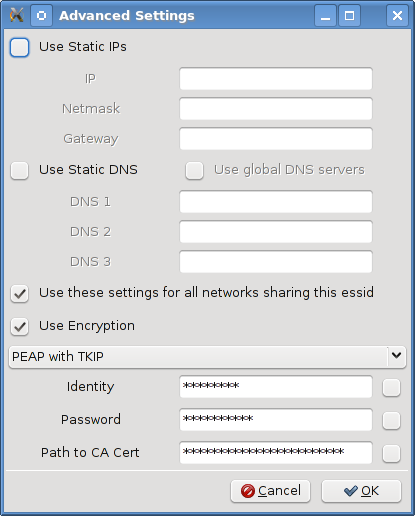 Advanced Settings
Use Static IPs
IP
Netmask
Gateway
Use Static DNS Use global DNS servers
DNS 1
DNS 2
DNS 3
Use these settings for all networks sharing this essid
Use Encryption
PEAP with TKIP
Identity ********
Password **********
Path to CA Cert ***********************
Cancel OK